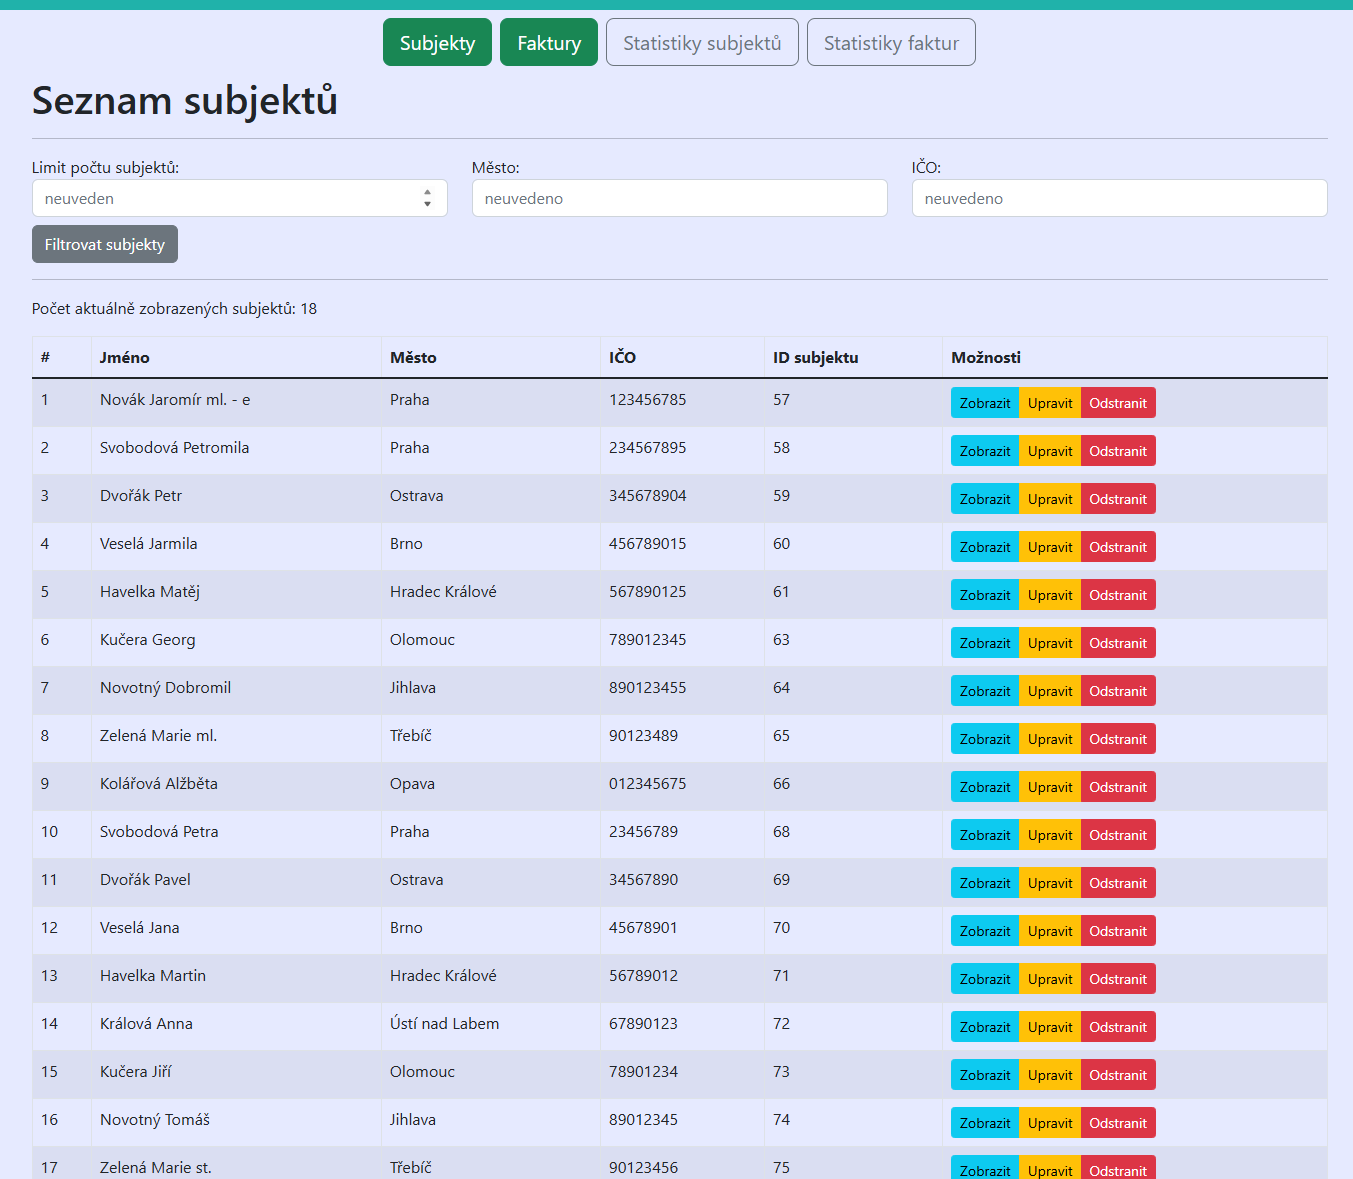 Subjekty Faktury Statistiky subjektů Statistiky faktur
Seznam subjektů
Limit počtu subjektů: Město: IČO:
neuveden neuvedeno neuvedeno
Filtrovat subjekty
Počet aktuálně zobrazených subjektů: 18
# Jméno Město IČO ID subjektu Možnosti
1 Novák Jaromír ml. - e Praha 123456785 57 Zobrazit Upravit Odstranit
2 Svobodová Petromila Praha 234567895 58 Zobrazit Upravit Odstranit
3 Dvořák Petr Ostrava 345678904 59 Zobrazit Upravit Odstranit
4 Veselá Jarmila Brno 456789015 60 Zobrazit Upravit Odstranit
5 Havelka Matěj Hradec Králové 567890125 61 Zobrazit Upravit Odstranit
6 Kučera Georg Olomouc 789012345 63 Zobrazit Upravit Odstranit
7 Novotný Dobromil Jihlava 890123455 64 Zobrazit Upravit Odstranit
8 Zelená Marie ml. Třebíč 90123489 65 Zobrazit Upravit Odstranit
9 Kolářová Alžběta Opava 012345675 66 Zobrazit Upravit Odstranit
10 Svobodová Petra Praha 23456789 68 Zobrazit Upravit Odstranit
11 Dvořák Pavel Ostrava 34567890 69 Zobrazit Upravit Odstranit
12 Veselá Jana Brno 45678901 70 Zobrazit Upravit Odstranit
13 Havelka Martin Hradec Králové 56789012 71 Zobrazit Upravit Odstranit
14 Králová Anna Ústí nad Labem 67890123 72 Zobrazit Upravit Odstranit
15 Kučera Jiří Olomouc 78901234 73 Zobrazit Upravit Odstranit
16 Novotný Tomáš Jihlava 89012345 74 Zobrazit Upravit Odstranit
17 Zelená Marie st. Třebíč 90123456 75 Zobrazit Upravit Odstranit